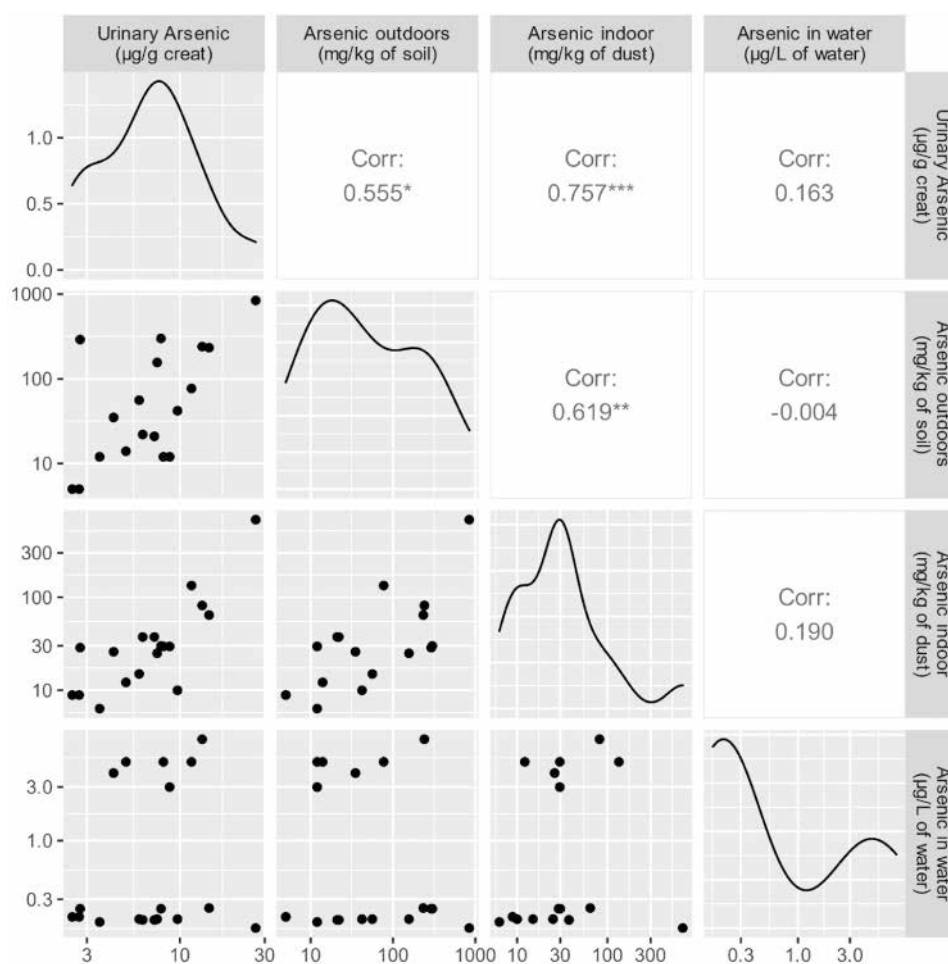 Urinary Arsenic
(µg/g creat)
Arsenic outdoors
(mg/kg of soil)
Arsenic indoor
(mg/kg of dust)
Arsenic in water
(µg/L of water)
1.0
0.5
0.0
Corr:
0.555*
Corr:
0.757***
Corr:
0.163
Urinary Arsenic
(µg/g creat)
1000
100
10
Corr:
0.619**
Corr:
-0.004
Arsenic outdoors
(mg/kg of soil)
300
100
30
10
Corr:
0.190
Arsenic indoor
(mg/kg of dust)
3.0
1.0
0.3
Arsenic in water
(µg/L of water)
3
10
30
10
100
1000
10
30
100
300
0.3
1.0
3.0